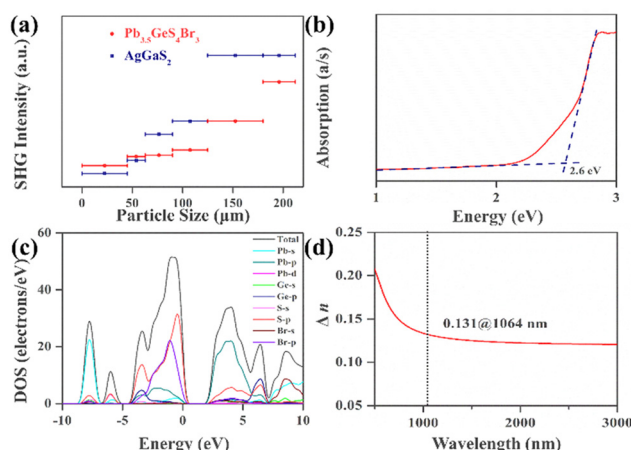 (a)
Pb3.5GeS4Br3
AgGaS2
SHG Intensity (a.u.)
0 50 100 150 200
Particle Size (μm)
(b)
Absorption (a/s)
2.6 eV
1 2 3
Energy (eV)
(c)
DOS (electrons/eV)
60
40
20
0
Total
Pb-s
Pb-p
Pb-d
Ge-s
Ge-p
S-s
S-p
Br-s
Br-p
-10 -5 0 5 10
Energy (eV)
(d)
Δn
0.25
0.20
0.15
0.10
0.05
0.131@1064 nm
1000 2000 3000
Wavelength (nm)